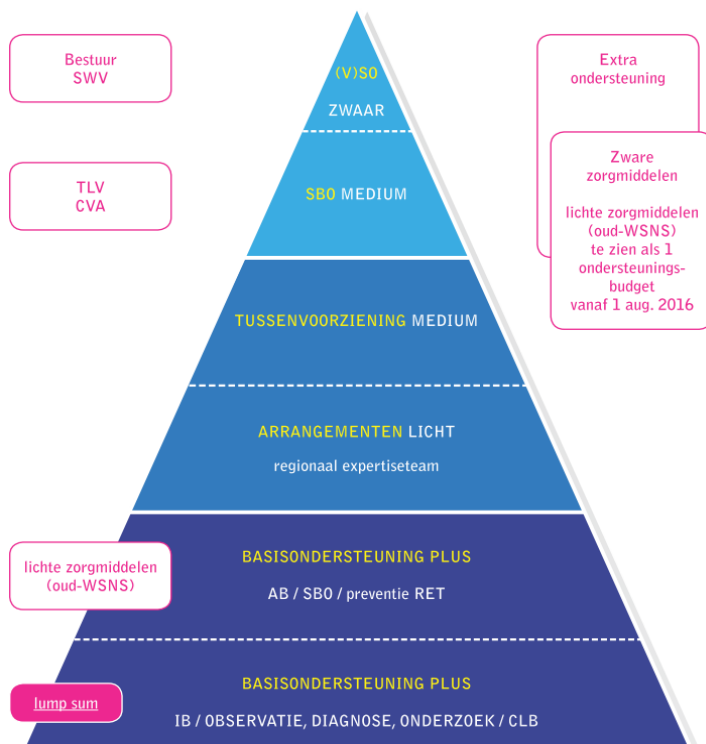 Bestuur
SWV
(V)SO
ZWAAR
Extra
ondersteuning
TLV
CVA
SBO MEDIUM
Zware
zorgmiddelen
lichte zorgmiddelen
(oud-WSNS)
te zien als 1
ondersteunings-
budget
vanaf 1 aug. 2016
TUSSENVOORZIENING MEDIUM
ARRANGEMENTEN LICHT
regionaal expertiseteam
lichte zorgmiddelen
(oud-WSNS)
BASISONDERSTEUNING PLUS
AB / SBO / preventie RET
lump sum
BASISONDERSTEUNING PLUS
IB / OBSERVATIE, DIAGNOSE, ONDERZOEK / CLB